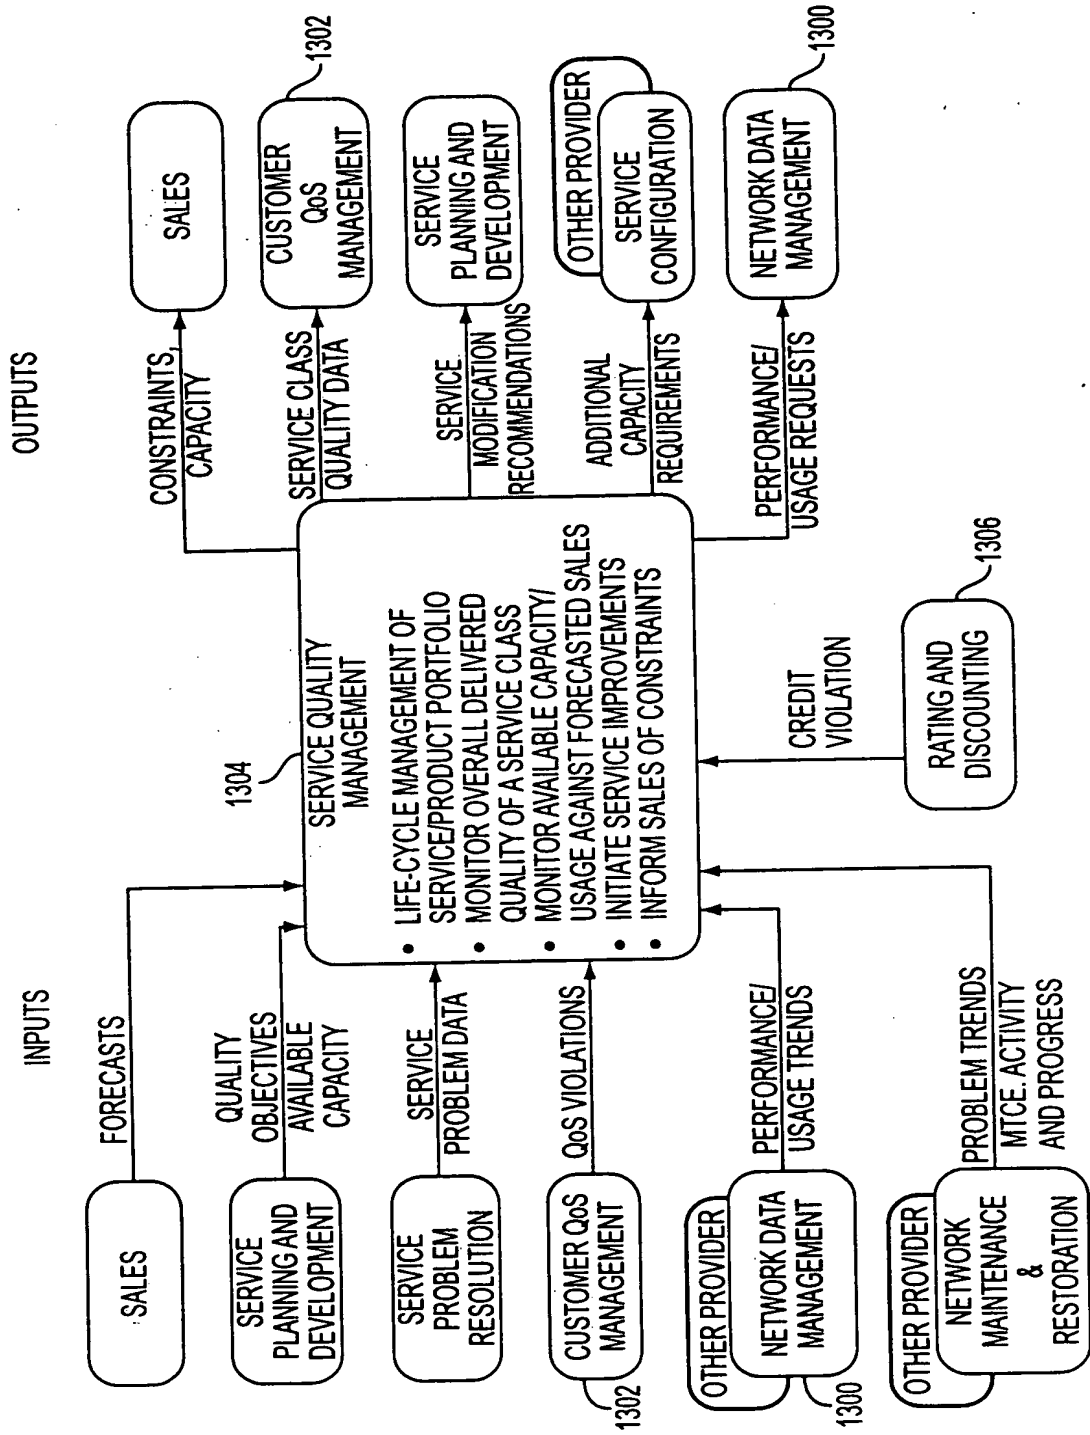 INPUTS
OUTPUTS
SALES
FORECASTS
SERVICE
PLANNING AND
DEVELOPMENT
QUALITY
OBJECTIVES
AVAILABLE
CAPACITY
SERVICE
PROBLEM
RESOLUTION
SERVICE
PROBLEM DATA
CUSTOMER QoS
MANAGEMENT
1302
QoS VIOLATIONS
OTHER PROVIDER
NETWORK DATA
MANAGEMENT
1300
PERFORMANCE/
USAGE TRENDS
OTHER PROVIDER
NETWORK
MAINTENANCE
&
RESTORATION
PROBLEM TRENDS
MTCE. ACTIVITY
AND PROGRESS
1304
SERVICE QUALITY
MANAGEMENT
• LIFE-CYCLE MANAGEMENT OF
SERVICE/PRODUCT PORTFOLIO
• MONITOR OVERALL DELIVERED
QUALITY OF A SERVICE CLASS
• MONITOR AVAILABLE CAPACITY/
USAGE AGAINST FORECASTED SALES
• INITIATE SERVICE IMPROVEMENTS
• INFORM SALES OF CONSTRAINTS
CREDIT
VIOLATION
RATING AND
DISCOUNTING
1306
CONSTRAINTS,
CAPACITY
SALES
SERVICE CLASS
QUALITY DATA
CUSTOMER
QoS
MANAGEMENT
1302
SERVICE
MODIFICATION
RECOMMENDATIONS
SERVICE
PLANNING AND
DEVELOPMENT
ADDITIONAL
CAPACITY
REQUIREMENTS
OTHER PROVIDER
SERVICE
CONFIGURATION
PERFORMANCE/
USAGE REQUESTS
NETWORK DATA
MANAGEMENT
1300